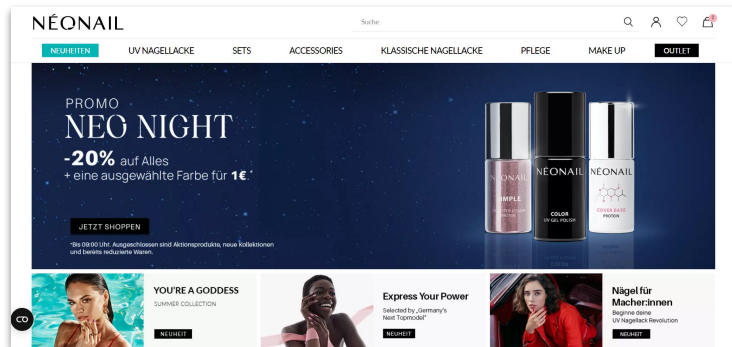 NÉONAIL
Suche
0
NEUHEITEN UV NAGELLACKE SETS ACCESSORIES KLASSISCHE NAGELLACKE PFLEGE MAKE UP OUTLET
PROMO
NEO NIGHT
-20% auf Alles
+ eine ausgewählte Farbe für 1€.*
JETZT SHOPPEN
*Bis 09:00 Uhr. Ausgeschlossen sind Aktionsprodukte, neue Kollektionen
und bereits reduzierte Waren.
NEONAIL
SIMPLE
PROTEIN
NÉONAIL
COLOR
UV GEL POLISH
NÉONAIL
COVER BASE
PROTEIN
YOU'RE A GODDESS
SUMMER COLLECTION
NEUHEIT
Express Your Power
Selected by „Germany's
Next Topmodel"
NEUHEIT
Nägel für
Macher:innen
Beginne deine
UV Nagellack Revolution
NEUHEIT